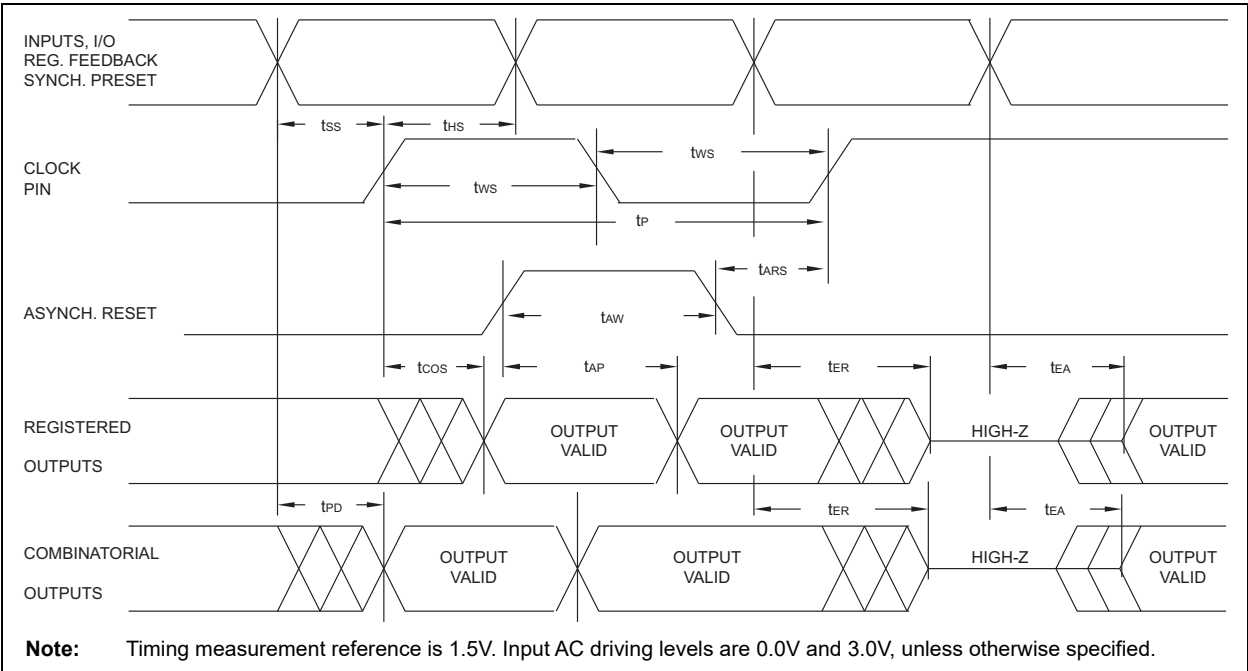 INPUTS, I/O
REG. FEEDBACK
SYNCH. PRESET
tSS
tHS
CLOCK
PIN
tWS
tWS
tP
tARS
ASYNCH. RESET
tAW
tCOS
tAP
tER
tEA
REGISTERED
OUTPUTS
OUTPUT
VALID
OUTPUT
VALID
HIGH-Z
OUTPUT
VALID
tPD
tER
tEA
COMBINATORIAL
OUTPUTS
OUTPUT
VALID
OUTPUT
VALID
HIGH-Z
OUTPUT
VALID
Note: Timing measurement reference is 1.5V. Input AC driving levels are 0.0V and 3.0V, unless otherwise specified.